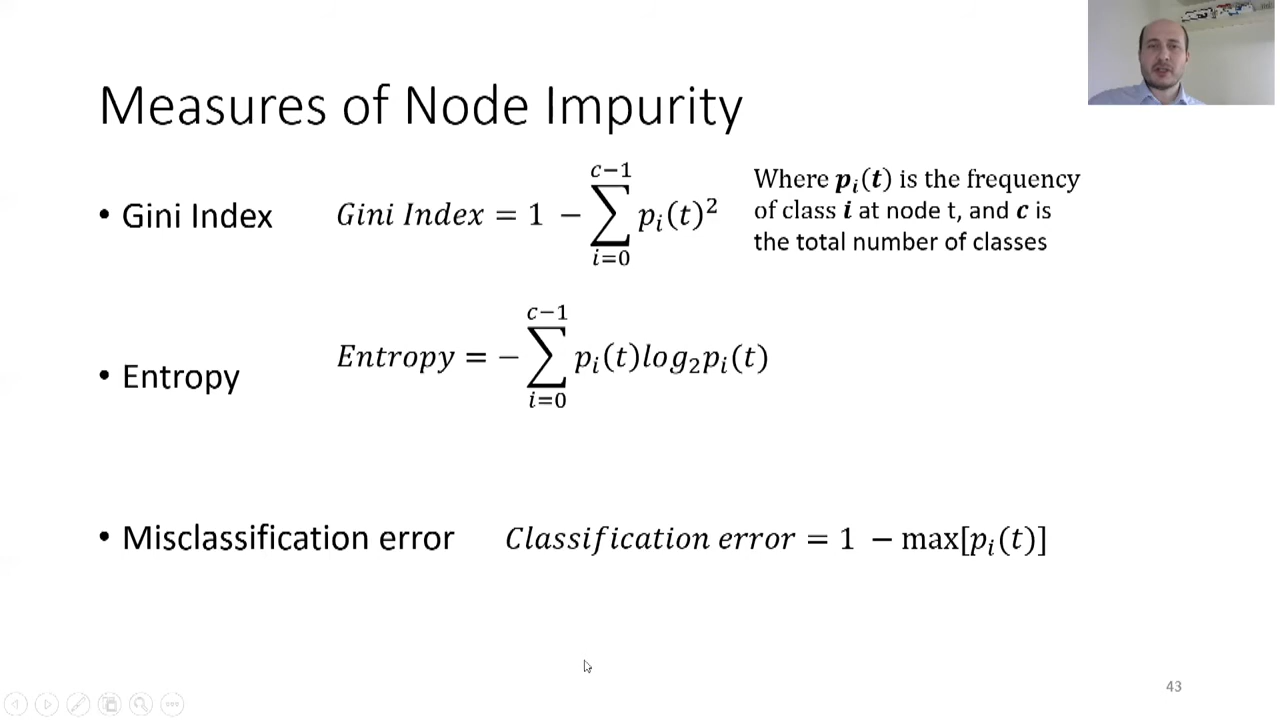 Measures of Node Impurity
• Gini Index
Gini Index = 1 − ∑_{i=0}^{c−1} p_i(t)^2
Where p_i(t) is the frequency
of class i at node t, and c is
the total number of classes
• Entropy
Entropy = − ∑_{i=0}^{c−1} p_i(t)log_2p_i(t)
• Misclassification error
Classification error = 1 − max[p_i(t)]
43